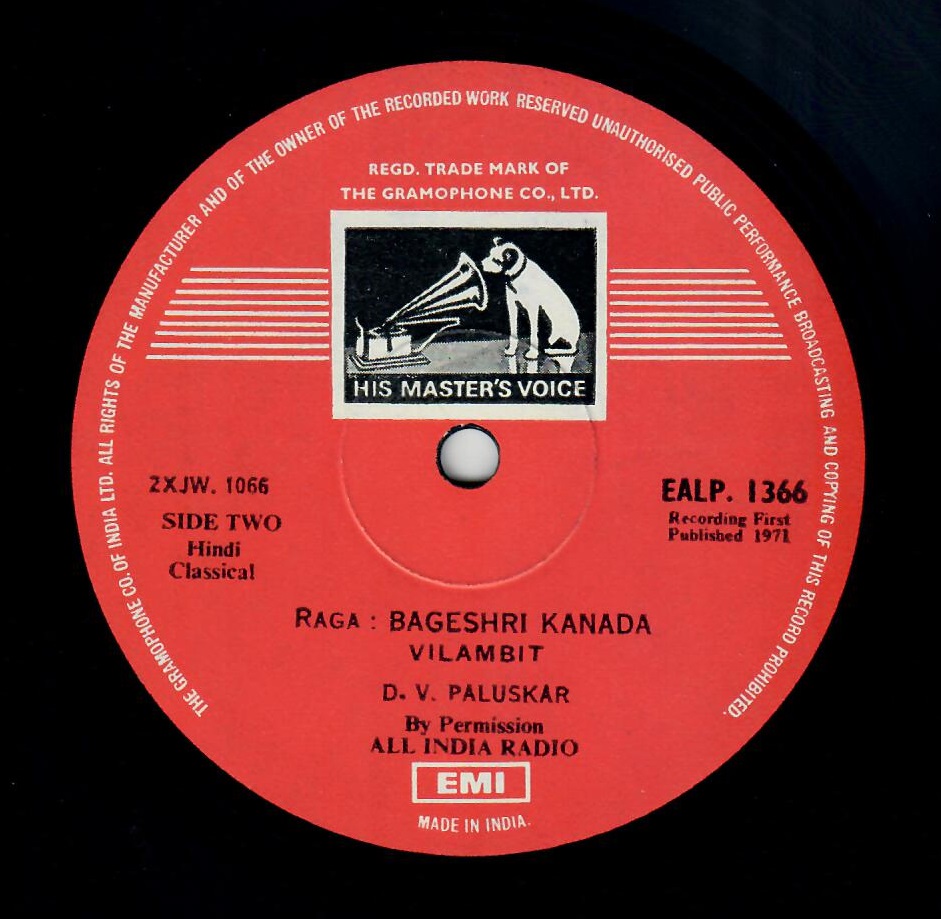 THE GRAMOPHONE CO. OF INDIA LTD. ALL RIGHTS OF THE MANUFACTURER AND OF THE OWNER OF THE RECORDED WORK RESERVED UNAUTHORISED PUBLIC PERFORMANCE BROADCASTING AND COPYING OF THIS RECORD PROHIBITED.
REGD. TRADE MARK OF
THE GRAMOPHONE CO., LTD.
HIS MASTER'S VOICE
2XJW. 1066
SIDE TWO
Hindi
Classical
EALP. 1366
Recording First
Published 1971
RAGA : BAGESHRI KANADA
VILAMBIT
D. V. PALUSKAR
By Permission
ALL INDIA RADIO
EMI
MADE IN INDIA.